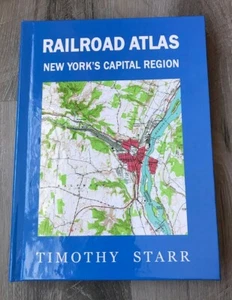 RAILROAD ATLAS
NEW YORK'S CAPITAL REGION
TIMOTHY STARR